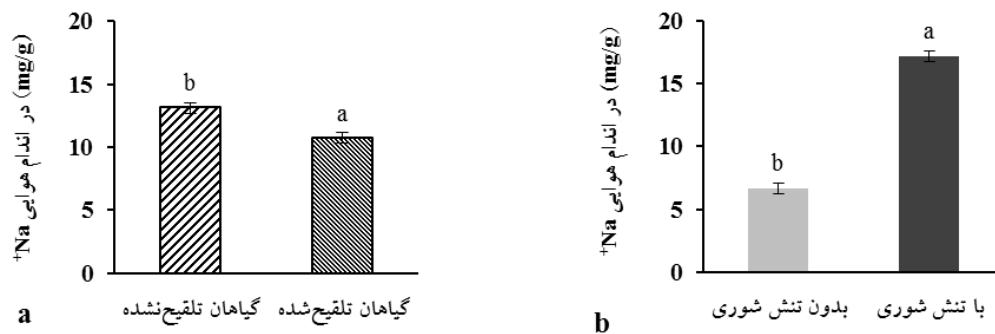 20
15
10
5
0
Na⁺ در اندام هوایی (mg/g)
b
a
گیاهان تلقیح‌نشده
گیاهان تلقیح‌شده
a
20
15
10
5
0
Na⁺ در اندام هوایی (mg/g)
b
a
بدون تنش شوری
با تنش شوری
b